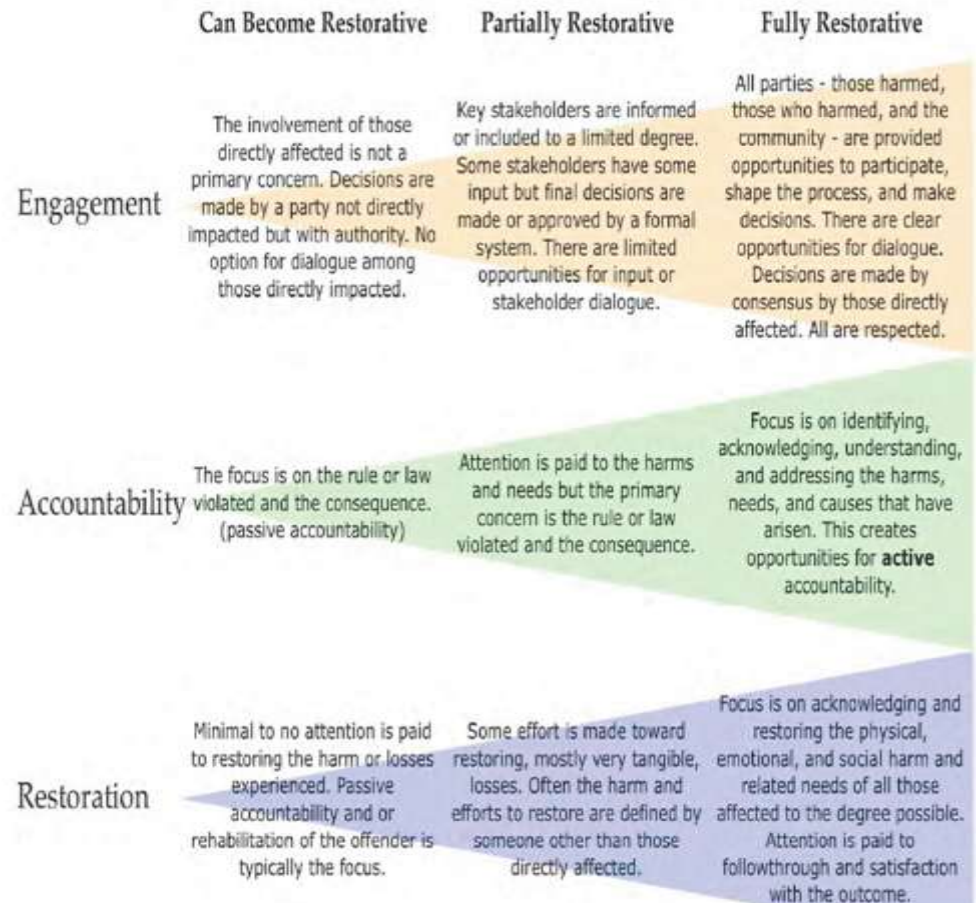 Can Become Restorative
Partially Restorative
Fully Restorative
Engagement
The involvement of those
directly affected is not a
primary concern. Decisions are
made by a party not directly
impacted but with authority. No
option for dialogue among
those directly impacted.
Key stakeholders are informed
or included to a limited degree.
Some stakeholders have some
input but final decisions are
made or approved by a formal
system. There are limited
opportunities for input or
stakeholder dialogue.
All parties - those harmed,
those who harmed, and the
community - are provided
opportunities to participate,
shape the process, and make
decisions. There are clear
opportunities for dialogue.
Decisions are made by
consensus by those directly
affected. All are respected.
Accountability
The focus is on the rule or law
violated and the consequence.
(passive accountability)
Attention is paid to the harms
and needs but the primary
concern is the rule or law
violated and the consequence.
Focus is on identifying,
acknowledging, understanding,
and addressing the harms,
needs, and causes that have
arisen. This creates
opportunities for active
accountability.
Restoration
Minimal to no attention is paid
to restoring the harm or losses
experienced. Passive
accountability and or
rehabilitation of the offender is
typically the focus.
Some effort is made toward
restoring, mostly very tangible,
losses. Often the harm and
efforts to restore are defined by
someone other than those
directly affected.
Focus is on acknowledging and
restoring the physical,
emotional, and social harm and
related needs of all those
affected to the degree possible.
Attention is paid to
followthrough and satisfaction
with the outcome.